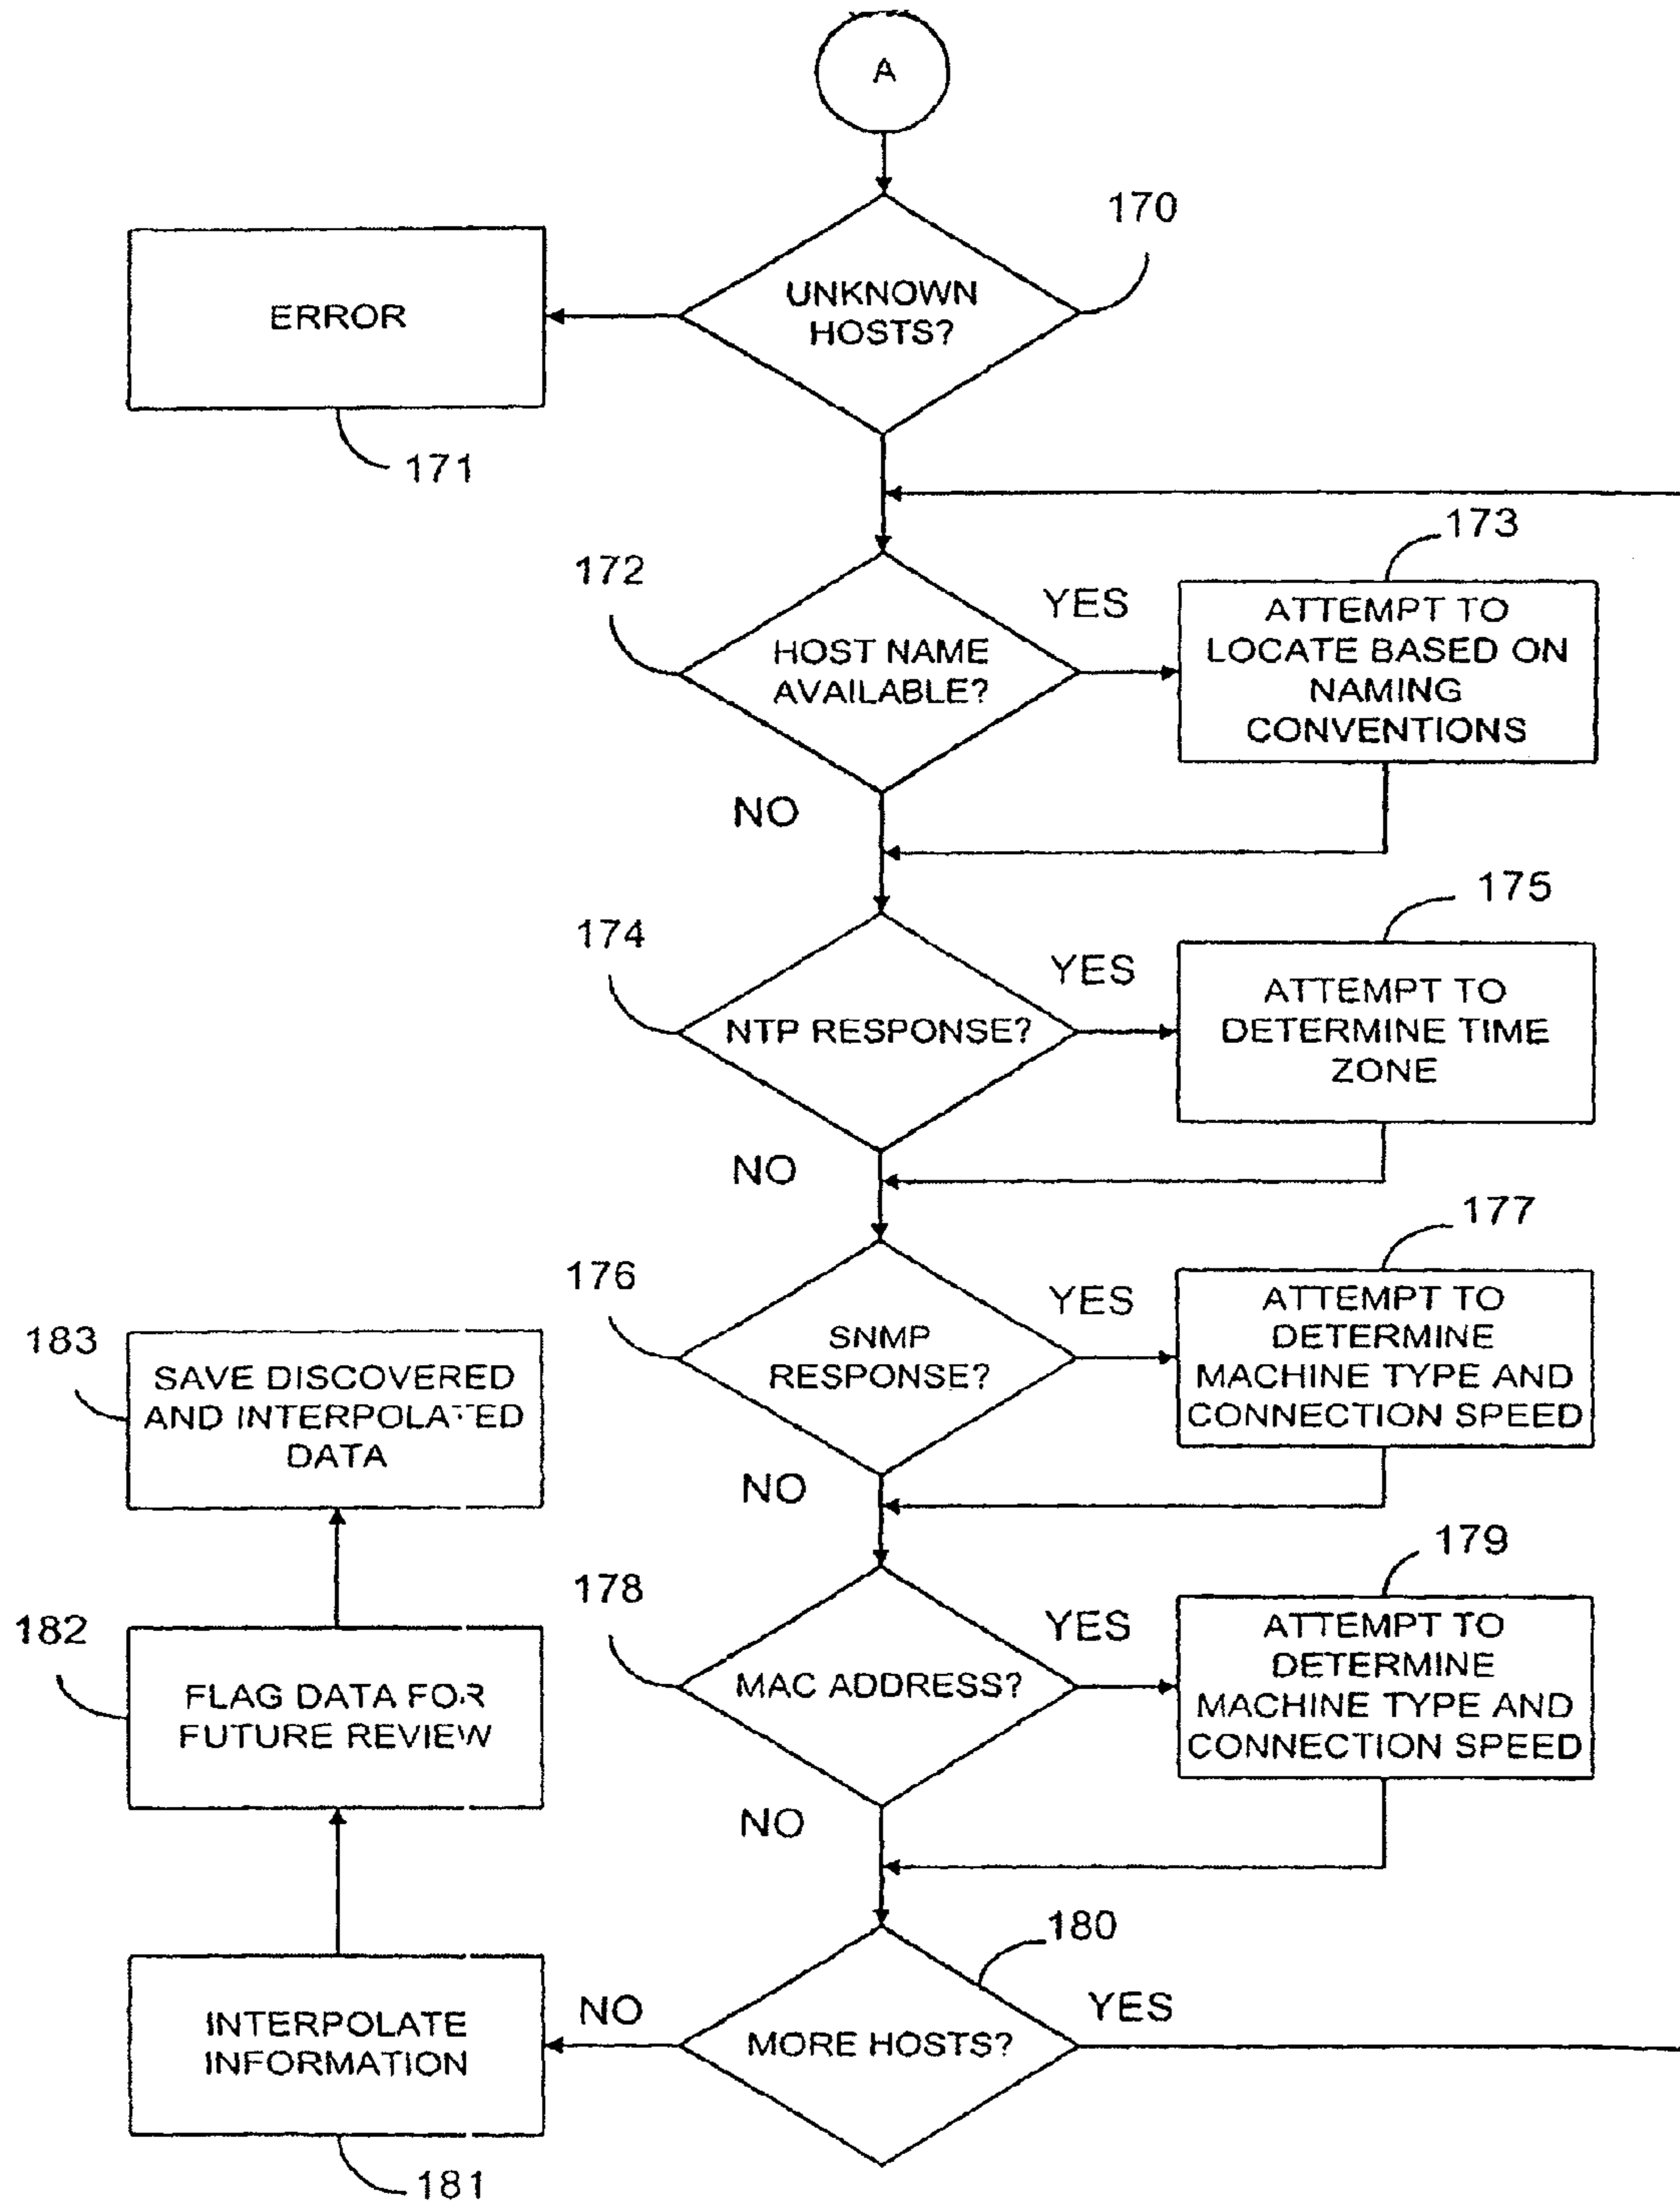 A
170
UNKNOWN
HOSTS?
ERROR
171
172
HOST NAME
AVAILABLE?
YES
173
ATTEMPT TO
LOCATE BASED ON
NAMING
CONVENTIONS
NO
174
NTP RESPONSE?
YES
175
ATTEMPT TO
DETERMINE TIME
ZONE
NO
176
SNMP
RESPONSE?
YES
177
ATTEMPT TO
DETERMINE
MACHINE TYPE AND
CONNECTION SPEED
NO
178
MAC ADDRESS?
YES
179
ATTEMPT TO
DETERMINE
MACHINE TYPE AND
CONNECTION SPEED
NO
180
MORE HOSTS?
YES
NO
INTERPOLATE
INFORMATION
181
182
FLAG DATA FOR
FUTURE REVIEW
183
SAVE DISCOVERED
AND INTERPOLATED
DATA